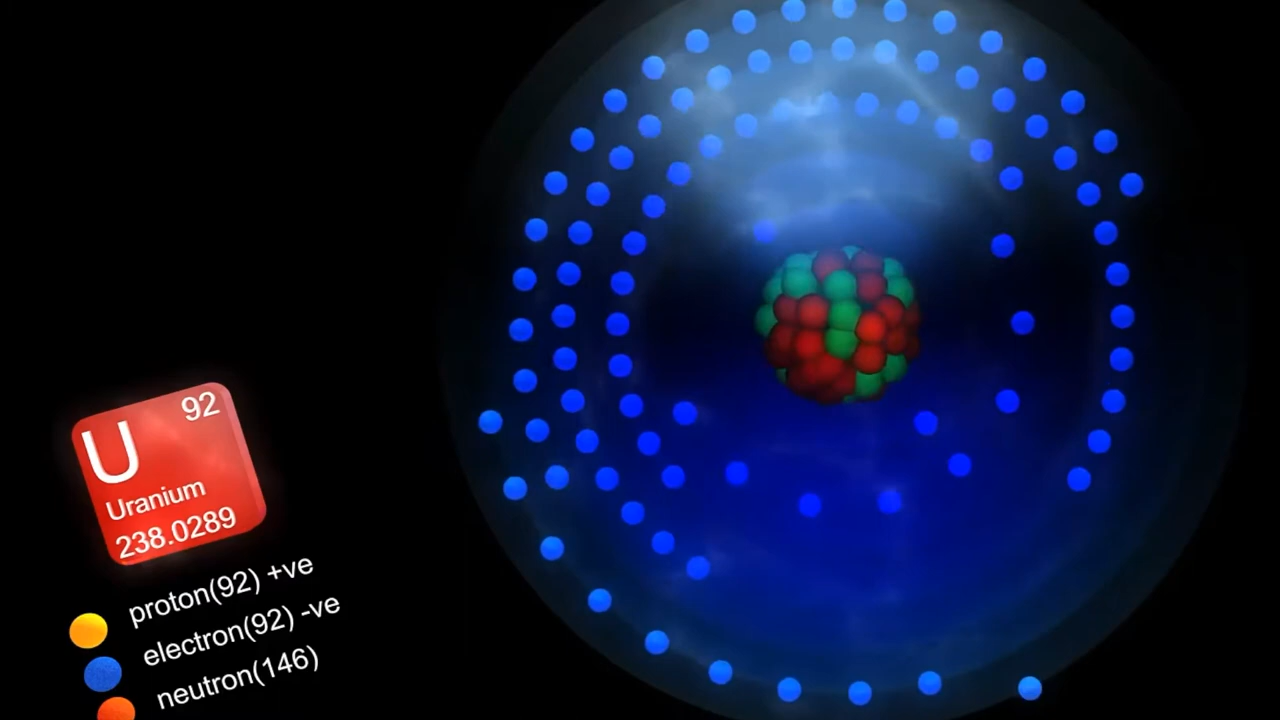 92
U
Uranium
238.0289
proton(92) +ve
electron(92) -ve
neutron(146)